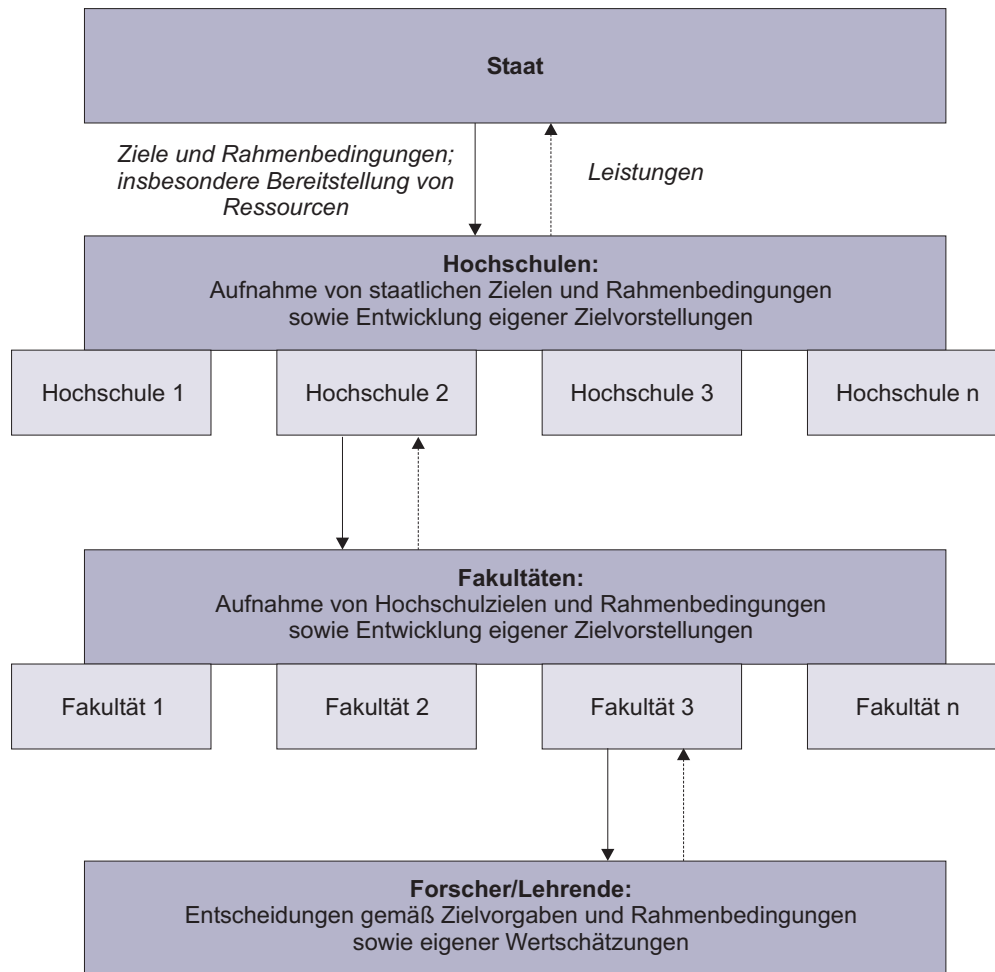 Staat
Ziele und Rahmenbedingungen;
insbesondere Bereitstellung von
Ressourcen
Leistungen
Hochschulen:
Aufnahme von staatlichen Zielen und Rahmenbedingungen
sowie Entwicklung eigener Zielvorstellungen
Hochschule 1
Hochschule 2
Hochschule 3
Hochschule n
Fakultäten:
Aufnahme von Hochschulzielen und Rahmenbedingungen
sowie Entwicklung eigener Zielvorstellungen
Fakultät 1
Fakultät 2
Fakultät 3
Fakultät n
Forscher/Lehrende:
Entscheidungen gemäß Zielvorgaben und Rahmenbedingungen
sowie eigener Wertschätzungen